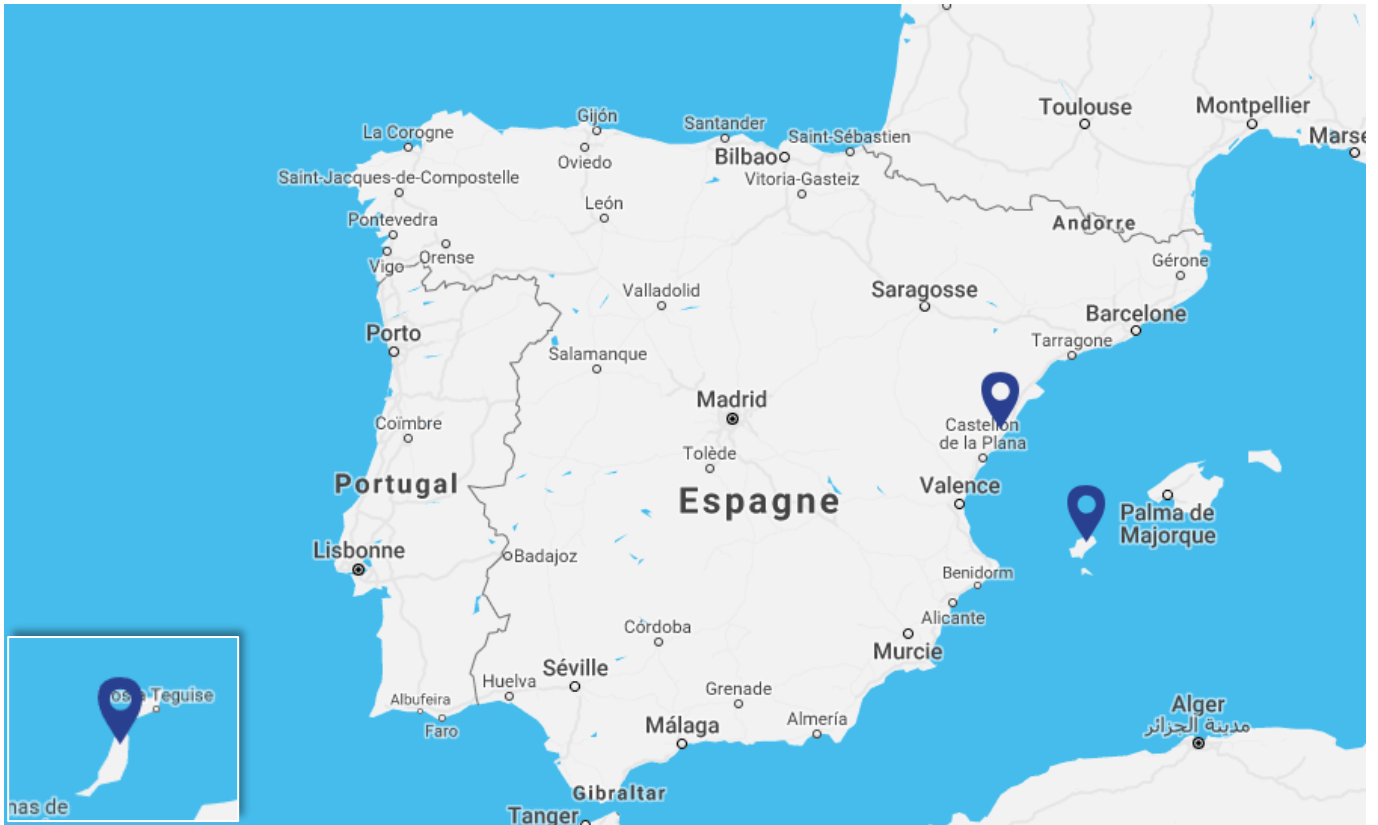 Toulouse
Montpellier
Marse
La Corogne
Gijón
Santander
Saint-Sébastien
Bilbao
Oviedo
Vitoria-Gasteiz
Saint-Jacques-de-Compostelle
León
Pontevedra
Andorre
Vigo
Orense
Gérone
Valladolid
Saragosse
Barcelone
Porto
Tarragone
Salamanque
Madrid
Coïmbre
Castellón
de la Plana
Tolède
Portugal
Valence
Espagne
Palma de
Majorque
Lisbonne
Badajoz
Benidorm
Alicante
Córdoba
Murcie
Séville
Huelva
Grenade
Teguise
Albufeira
Faro
Málaga
Almería
Alger
مدينة الجزائر
Gibraltar
nas de
Tanger